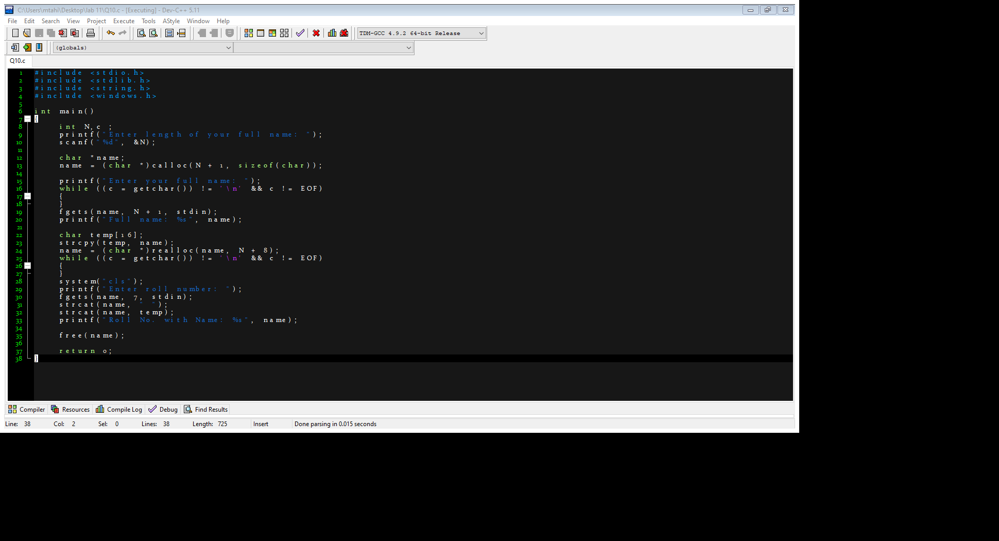 C:\Users\mtahi\Desktop\lab 11\Q10.c - [Executing] - Dev-C++ 5.11
File Edit Search View Project Execute Tools AStyle Window Help
TDM-GCC 4.9.2 64-bit Release
(globals)
Q10.c
1 #include <stdio.h>
2 #include <stdlib.h>
3 #include <string.h>
4 #include <windows.h>
5
6 int main()
7 {
8 int N,c ;
9 printf("Enter length of your full name: ");
10 scanf("%d", &N);
11
12 char *name;
13 name = (char *)calloc(N + 1, sizeof(char));
14
15 printf("Enter your full name: ");
16 while ((c = getchar()) != '\n' && c != EOF)
17 {
18 }
19 fgets(name, N + 1, stdin);
20 printf("Full name: %s", name);
21
22 char temp[16];
23 strcpy(temp, name);
24 name = (char *)realloc(name, N + 8);
25 while ((c = getchar()) != '\n' && c != EOF)
26 {
27 }
28 system("cls");
29 printf("Enter roll number: ");
30 fgets(name, 7, stdin);
31 strcat(name, " ");
32 strcat(name, temp);
33 printf("Roll No. with Name: %s", name);
34
35 free(name);
36
37 return 0;
38 }
Compiler Resources Compile Log Debug Find Results
Line: 38 Col: 2 Sel: 0 Lines: 38 Length: 725 Insert Done parsing in 0.015 seconds